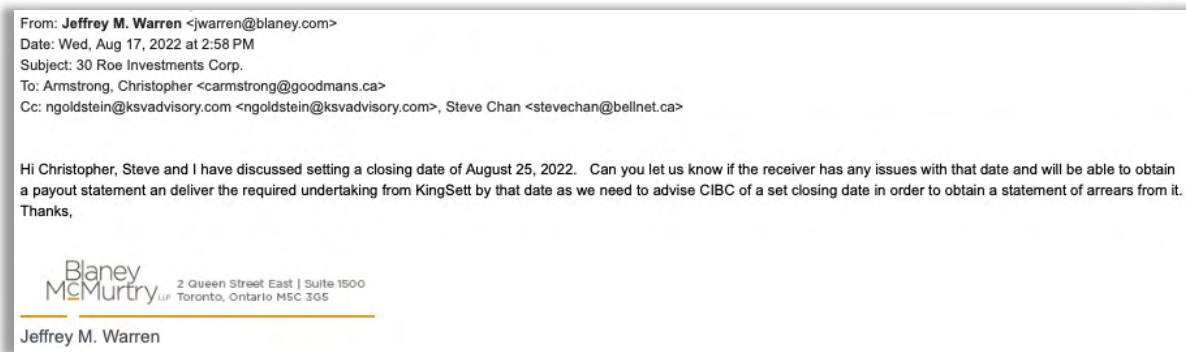 From: Jeffrey M. Warren <jwarren@blaney.com>
Date: Wed, Aug 17, 2022 at 2:58 PM
Subject: 30 Roe Investments Corp.
To: Armstrong, Christopher <carmstrong@goodmans.ca>
Cc: ngoldstein@ksvadvisory.com <ngoldstein@ksvadvisory.com>, Steve Chan <stevechan@bellnet.ca>
Hi Christopher, Steve and I have discussed setting a closing date of August 25, 2022. Can you let us know if the receiver has any issues with that date and will be able to obtain
a payout statement an deliver the required undertaking from KingSett by that date as we need to advise CIBC of a set closing date in order to obtain a statement of arrears from it.
Thanks,
Blaney
McMurtry LLP
2 Queen Street East | Suite 1500
Toronto, Ontario M5C 3G5
Jeffrey M. Warren